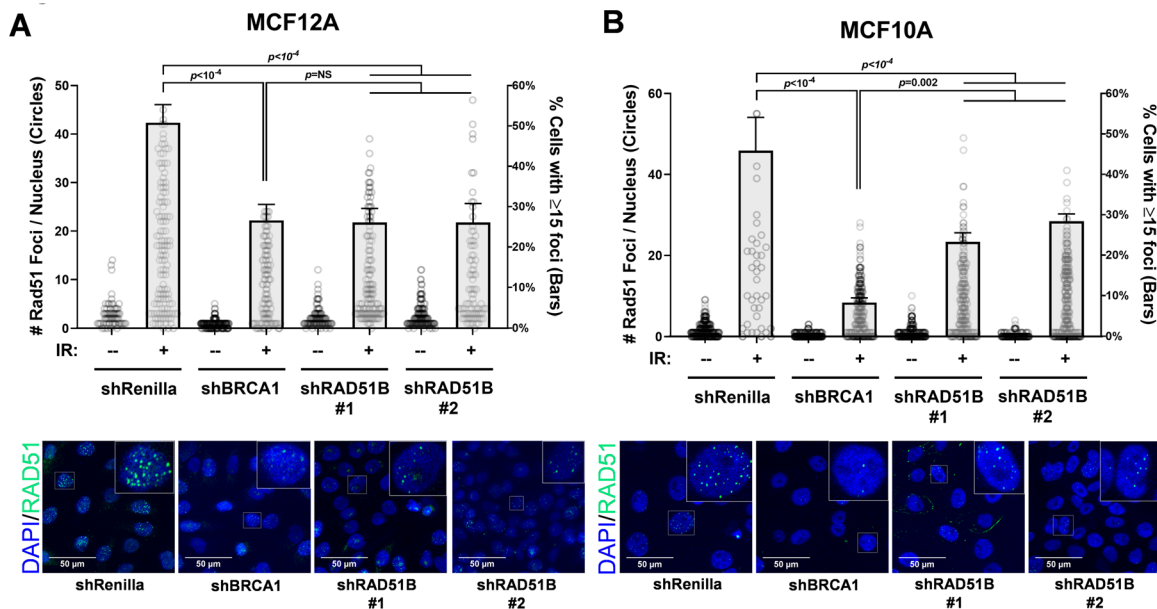 A
MCF12A
p<10-4
p<10-4
p=NS
# Rad51 Foci / Nucleus (Circles)
50
40
30
20
10
0
60%
50%
40%
30%
20%
10%
0%
% Cells with ≥15 foci (Bars)
IR: -- + -- + -- + -- +
shRenilla shBRCA1 shRAD51B #1 shRAD51B #2
DAPI/RAD51
50 µm 50 µm 50 µm 50 µm
shRenilla shBRCA1 shRAD51B #1 shRAD51B #2
B
MCF10A
p<10-4
p<10-4
p=0.002
# Rad51 Foci / Nucleus (Circles)
60
40
20
0
60%
50%
40%
30%
20%
10%
0%
% Cells with ≥15 foci (Bars)
IR: -- + -- + -- + -- +
shRenilla shBRCA1 shRAD51B #1 shRAD51B #2
DAPI/RAD51
50 µm 50 µm 50 µm 50 µm
shRenilla shBRCA1 shRAD51B #1 shRAD51B #2